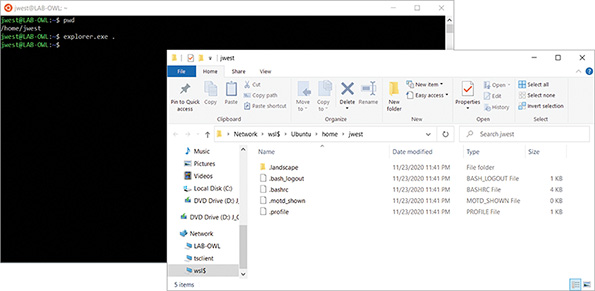 jwest@LAB-OWL: ~
jwest@LAB-OWL:~$ pwd
/home/jwest
jwest@LAB-OWL:~$ explorer.exe .
jwest@LAB-OWL:~$
jwest
File Home Share View
Pin to Quick access
Copy
Paste
Cut
Copy path
Paste shortcut
Clipboard
Move to
Copy to
Delete
Rename
Organize
New folder
New item
Easy access
New
Properties
Open
Edit
History
Open
Select all
Select none
Invert selection
Select
Network > wsl$ > Ubuntu > home > jwest
Search jwest
Name Date modified Type Size
.landscape 11/23/2020 11:41 PM File folder
.bash_logout 11/23/2020 11:41 PM BASH_LOGOUT File 1 KB
.bashrc 11/23/2020 11:41 PM BASHRC File 4 KB
.motd_shown 11/23/2020 11:41 PM MOTD_SHOWN File 0 KB
.profile 11/23/2020 11:41 PM PROFILE File 1 KB
Music
Pictures
Videos
Local Disk (C:)
DVD Drive (D:) J_C
DVD Drive (D:) J_CC
Network
LAB-OWL
tsclient
wsl$
5 items